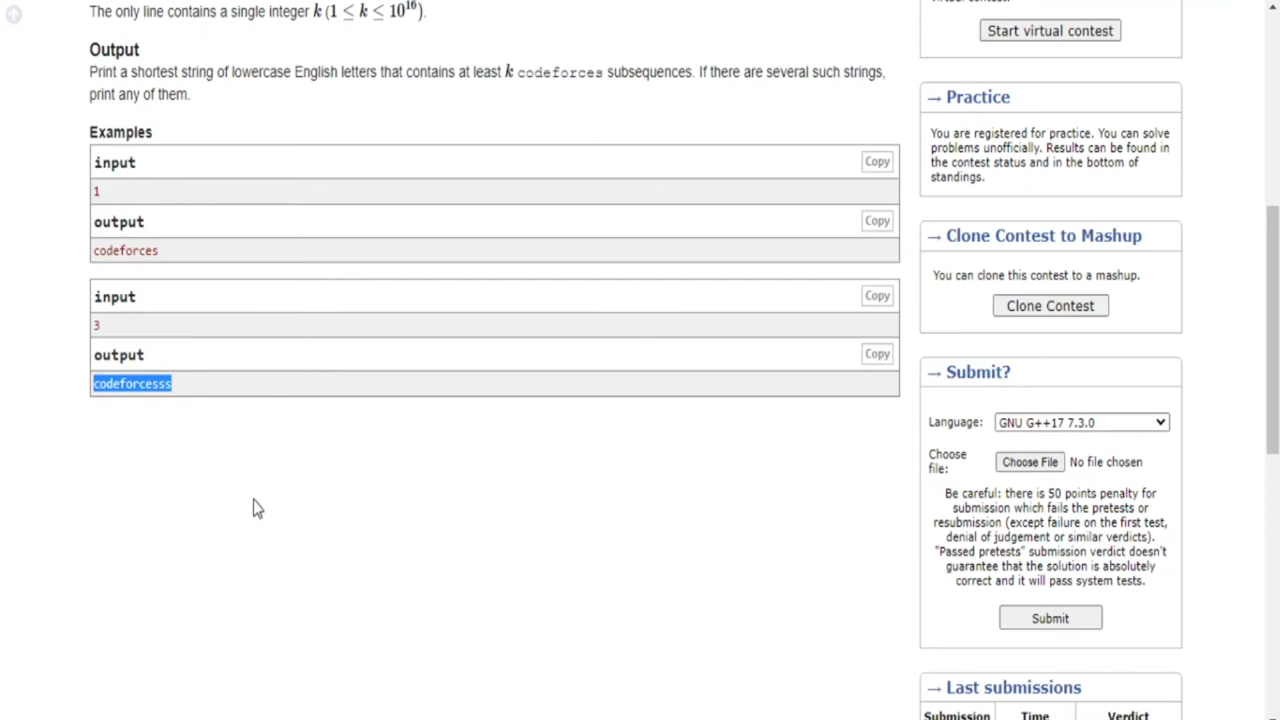 The only line contains a single integer k (1 ≤ k ≤ 10^16).
Output
Print a shortest string of lowercase English letters that contains at least k codeforces subsequences. If there are several such strings,
print any of them.
Examples
input
Copy
1
output
Copy
codeforces
input
Copy
3
output
Copy
codeforcesss
Start virtual contest
→ Practice
You are registered for practice. You can solve
problems unofficially. Results can be found in
the contest status and in the bottom of
standings.
→ Clone Contest to Mashup
You can clone this contest to a mashup.
Clone Contest
→ Submit?
Language: GNU G++17 7.3.0
Choose
file:
Choose File No file chosen
Be careful: there is 50 points penalty for
submission which fails the pretests or
resubmission (except failure on the first test,
denial of judgement or similar verdicts).
"Passed pretests" submission verdict doesn't
guarantee that the solution is absolutely
correct and it will pass system tests.
Submit
→ Last submissions
Submission Time Verdict